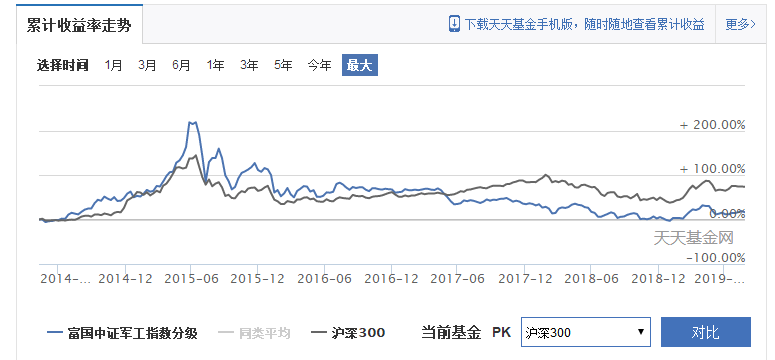 累计收益率走势
下载天天基金手机版，随时随地查看累计收益
更多>
选择时间 1月 3月 6月 1年 3年 5年 今年 最大
+ 200.00%
+ 100.00%
0.00%
天天基金网
-100.00%
2014-... 2014-12 2015-06 2015-12 2016-06 2016-12 2017-06 2017-12 2018-06 2018-12 2019-...
富国中证军工指数分级 同类平均 沪深300 当前基金 PK 沪深300 对比